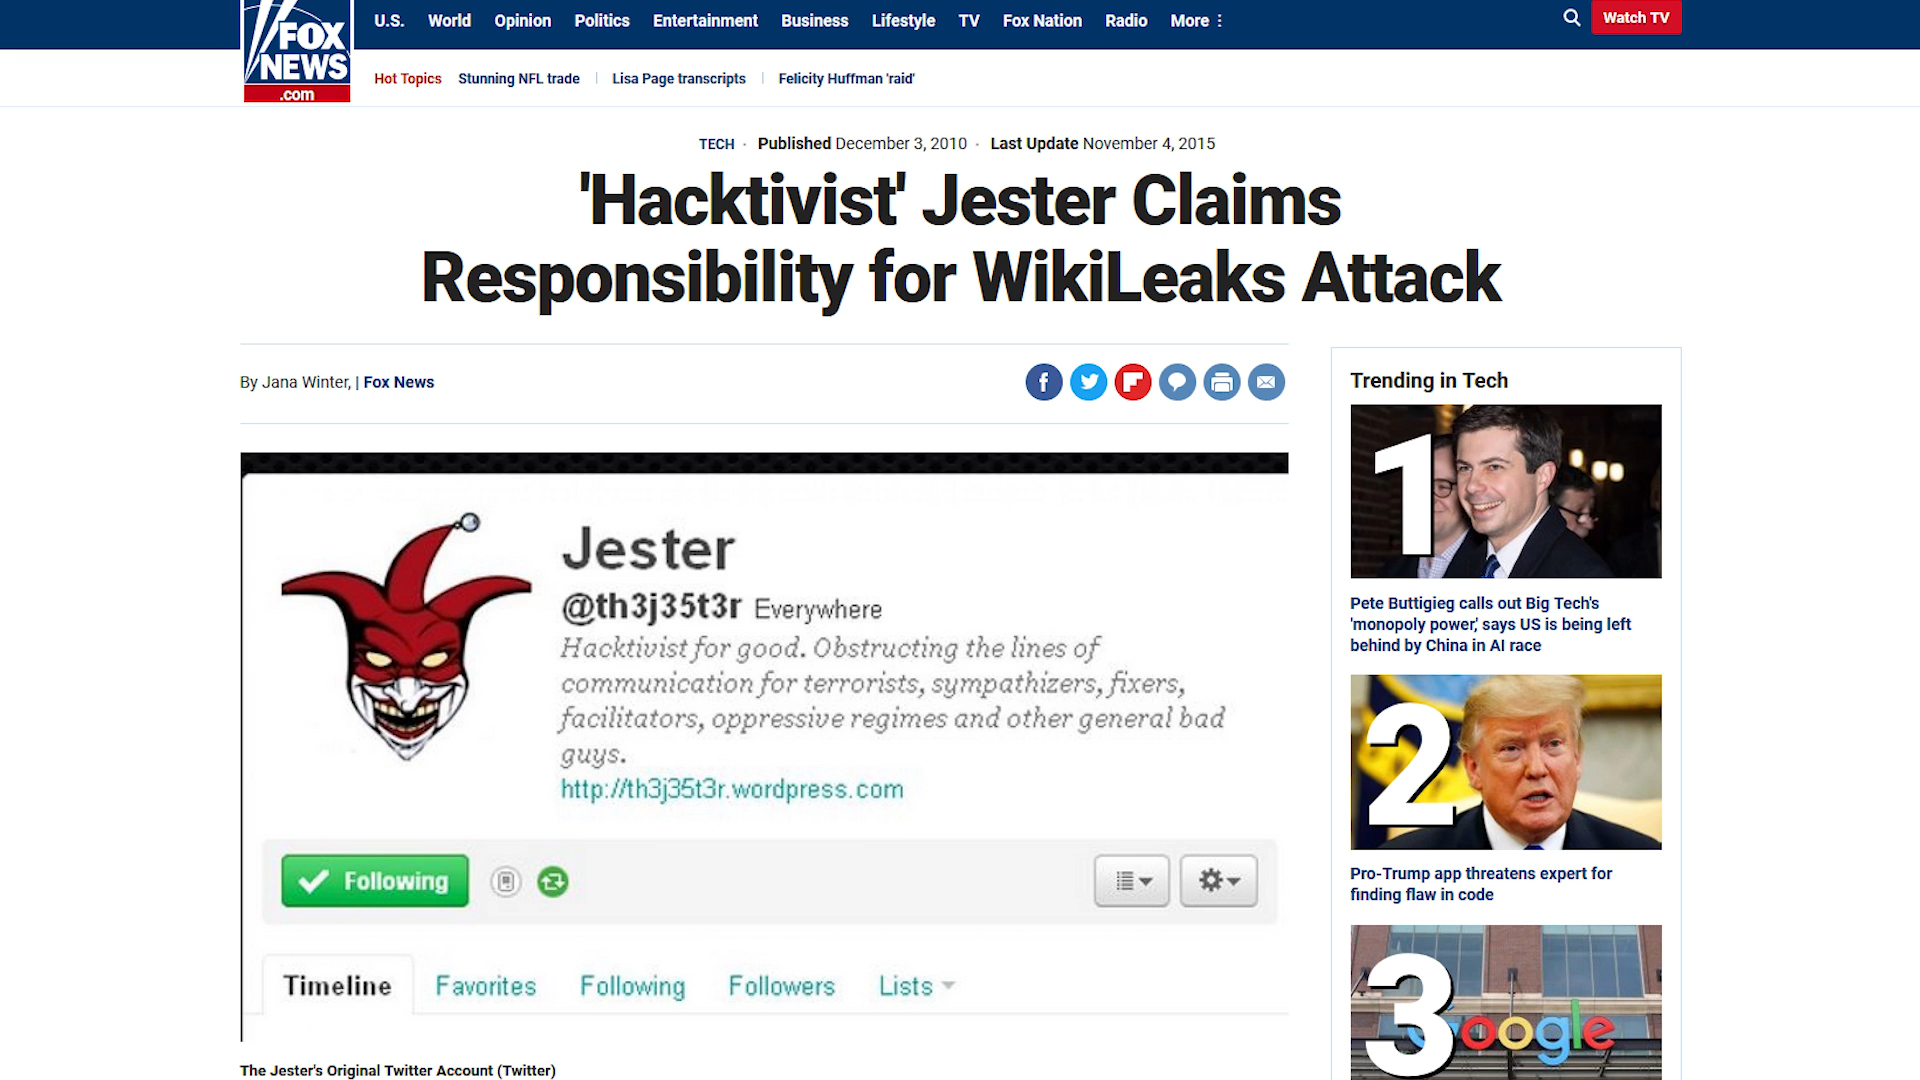 FOX
NEWS
.com
U.S. World Opinion Politics Entertainment Business Lifestyle TV Fox Nation Radio More
Watch TV
Hot Topics Stunning NFL trade Lisa Page transcripts Felicity Huffman 'raid'
TECH · Published December 3, 2010 · Last Update November 4, 2015
'Hacktivist' Jester Claims
Responsibility for WikiLeaks Attack
By Jana Winter, | Fox News
Jester
@th3j35t3r Everywhere
Hacktivist for good. Obstructing the lines of
communication for terrorists, sympathizers, fixers,
facilitators, oppressive regimes and other general bad
guys.
http://th3j35t3r.wordpress.com
Following
Timeline Favorites Following Followers Lists
The Jester's Original Twitter Account (Twitter)
Trending in Tech
1
Pete Buttigieg calls out Big Tech's
'monopoly power,' says US is being left
behind by China in AI race
2
Pro-Trump app threatens expert for
finding flaw in code
3
Google